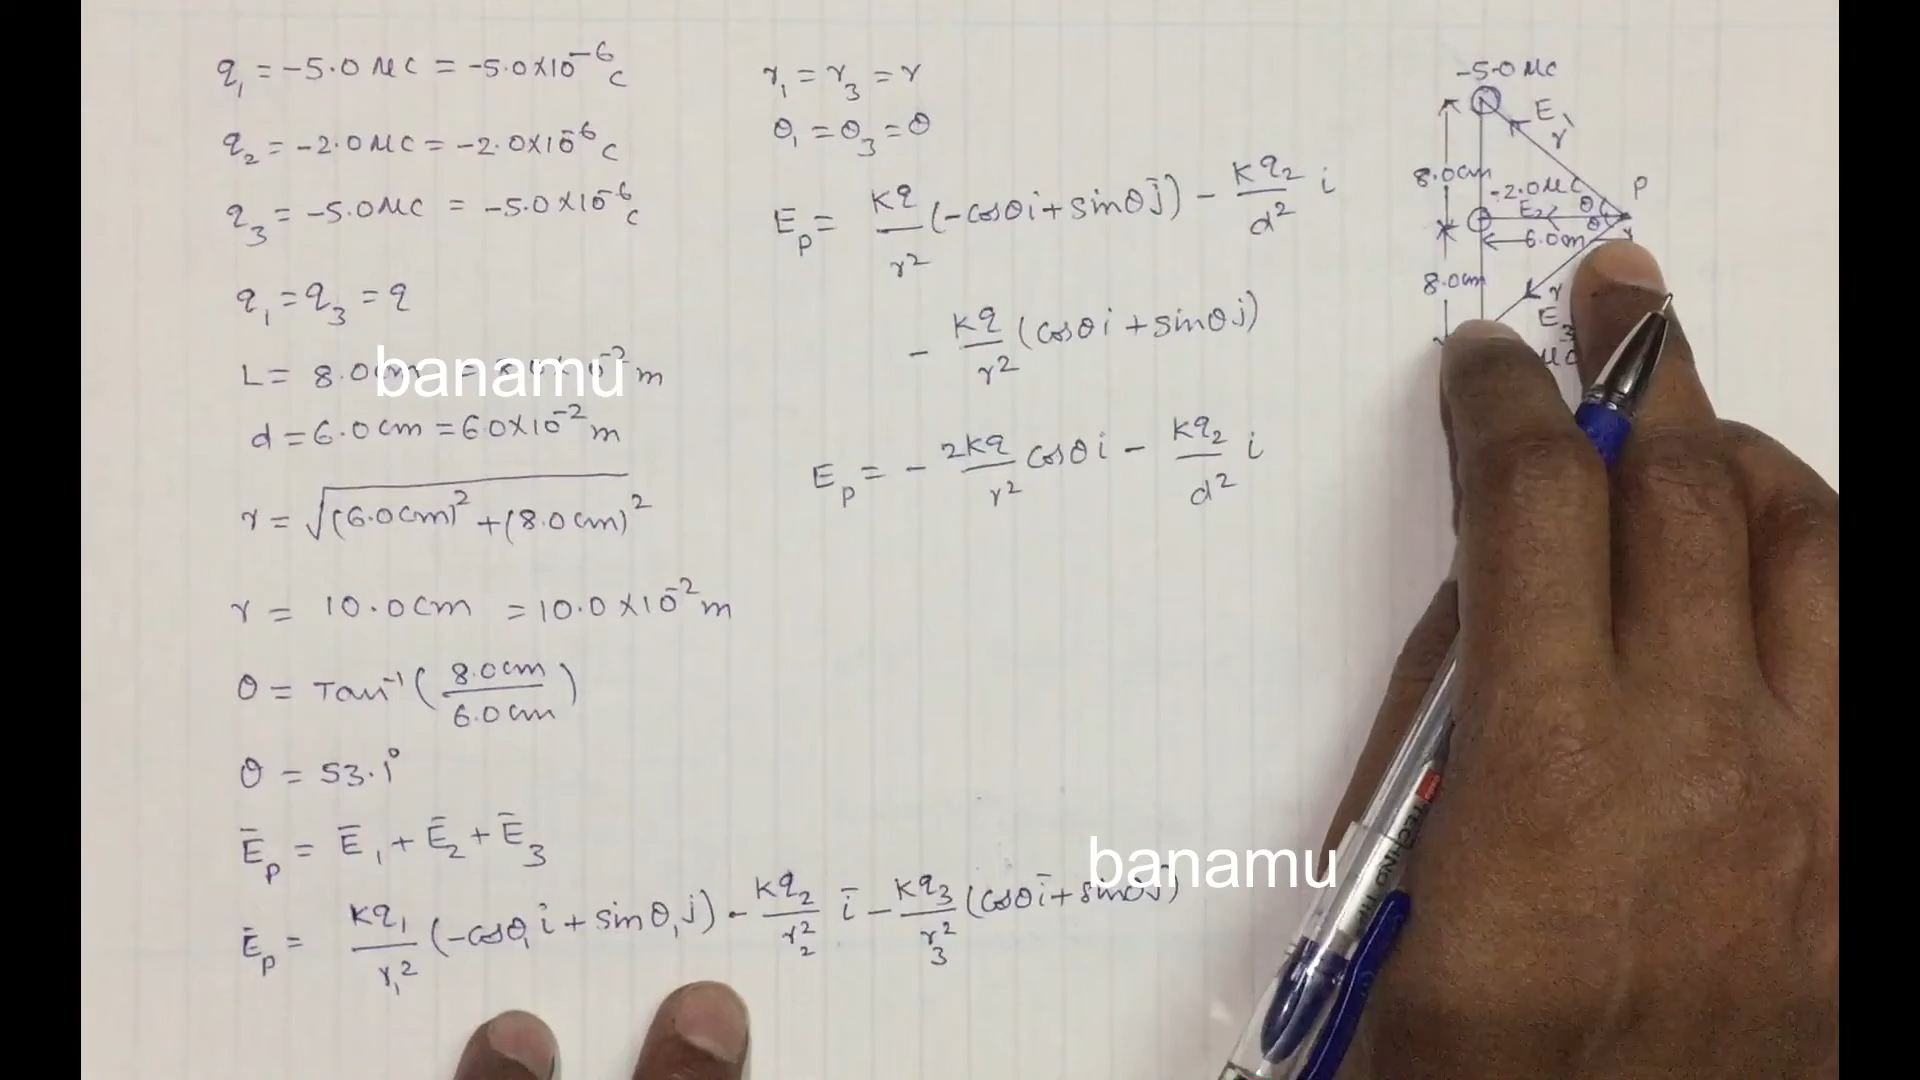 q₁ = -5.0 μC = -5.0×10⁻⁶ C
q₂ = -2.0 μC = -2.0×10⁻⁶ C
q₃ = -5.0 μC = -5.0×10⁻⁶ C
q₁ = q₃ = q
L = 8.0 cm = m
banamu
d = 6.0 cm = 6.0×10⁻² m
r = √((6.0 cm)² + (8.0 cm)²
r = 10.0 cm = 10.0×10⁻² m
θ = Tan⁻¹ (8.0 cm / 6.0 cm)
θ = 53.1°
E̅p = E̅₁ + E̅₂ + E̅₃
E̅p = kq₁/r₁² (-cosθ₁ i + sinθ₁ j) - kq₂/r₂² i̅ - kq₃/r₃² (cosθ i̅ + sinθ j)
banamu
r₁ = r₃ = r
θ₁ = θ₃ = θ
Ep = kq/r² (-cosθ i + sinθ j̅) - kq₂/d² i
- kq/r² (cosθ i + sinθ j)
Ep = - 2kq/r² cosθ i - kq₂/d² i
-5.0 μC
E₁
r
8.0 cm
-2.0 μC
P
E₂
θ
θ
6.0 cm
8.0 cm
r
E₃
μC